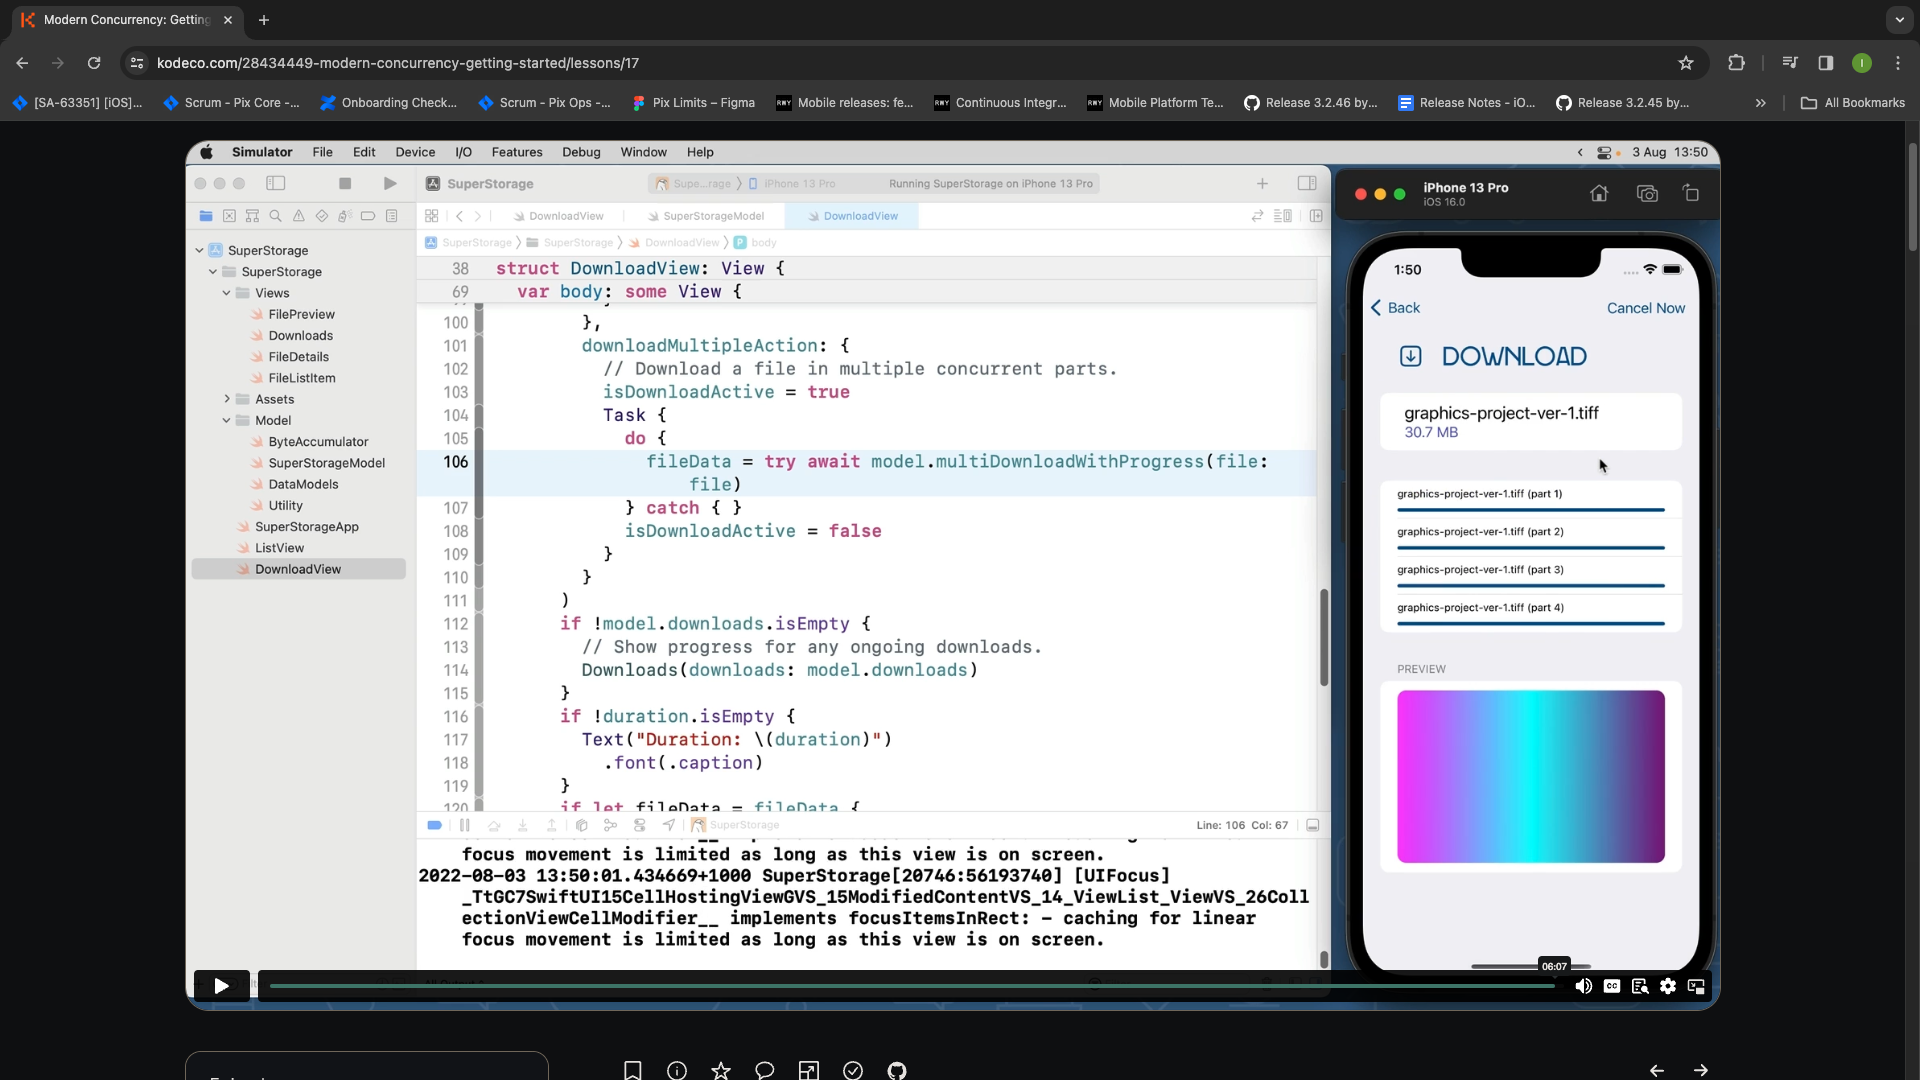 Modern Concurrency: Getting
kodeco.com/28434449-modern-concurrency-getting-started/lessons/17
I
[SA-63351] [iOS]...
Scrum - Pix Core -...
Onboarding Check...
Scrum - Pix Ops -...
Pix Limits – Figma
Mobile releases: fe...
Continuous Integr...
Mobile Platform Te...
Release 3.2.46 by...
Release Notes - iO...
Release 3.2.45 by...
All Bookmarks
Simulator File Edit Device I/O Features Debug Window Help
3 Aug 13:50
SuperStorage
Supe...rage
iPhone 13 Pro
Running SuperStorage on iPhone 13 Pro
DownloadView
SuperStorageModel
DownloadView
SuperStorage
SuperStorage
DownloadView
P body
SuperStorage
SuperStorage
Views
FilePreview
Downloads
FileDetails
FileListItem
Assets
Model
ByteAccumulator
SuperStorageModel
DataModels
Utility
SuperStorageApp
ListView
DownloadView
38 struct DownloadView: View {
69 var body: some View {
100 },
101 downloadMultipleAction: {
102 // Download a file in multiple concurrent parts.
103 isDownloadActive = true
104 Task {
105 do {
106 fileData = try await model.multiDownloadWithProgress(file:
file)
107 } catch { }
108 isDownloadActive = false
109 }
110 }
111 )
112 if !model.downloads.isEmpty {
113 // Show progress for any ongoing downloads.
114 Downloads(downloads: model.downloads)
115 }
116 if !duration.isEmpty {
117 Text("Duration: \(duration)")
118 .font(.caption)
119 }
120 if let fileData = fileData {
SuperStorage
Line: 106 Col: 67
focus movement is limited as long as this view is on screen.
2022-08-03 13:50:01.434669+1000 SuperStorage[20746:56193740] [UIFocus]
_TtGC7SwiftUI15CellHostingViewGVS_15ModifiedContentVS_14_ViewList_ViewVS_26Coll
ectionViewCellModifier__ implements focusItemsInRect: - caching for linear
focus movement is limited as long as this view is on screen.
iPhone 13 Pro
iOS 16.0
1:50
Back
Cancel Now
DOWNLOAD
graphics-project-ver-1.tiff
30.7 MB
graphics-project-ver-1.tiff (part 1)
graphics-project-ver-1.tiff (part 2)
graphics-project-ver-1.tiff (part 3)
graphics-project-ver-1.tiff (part 4)
PREVIEW
06:07
CC